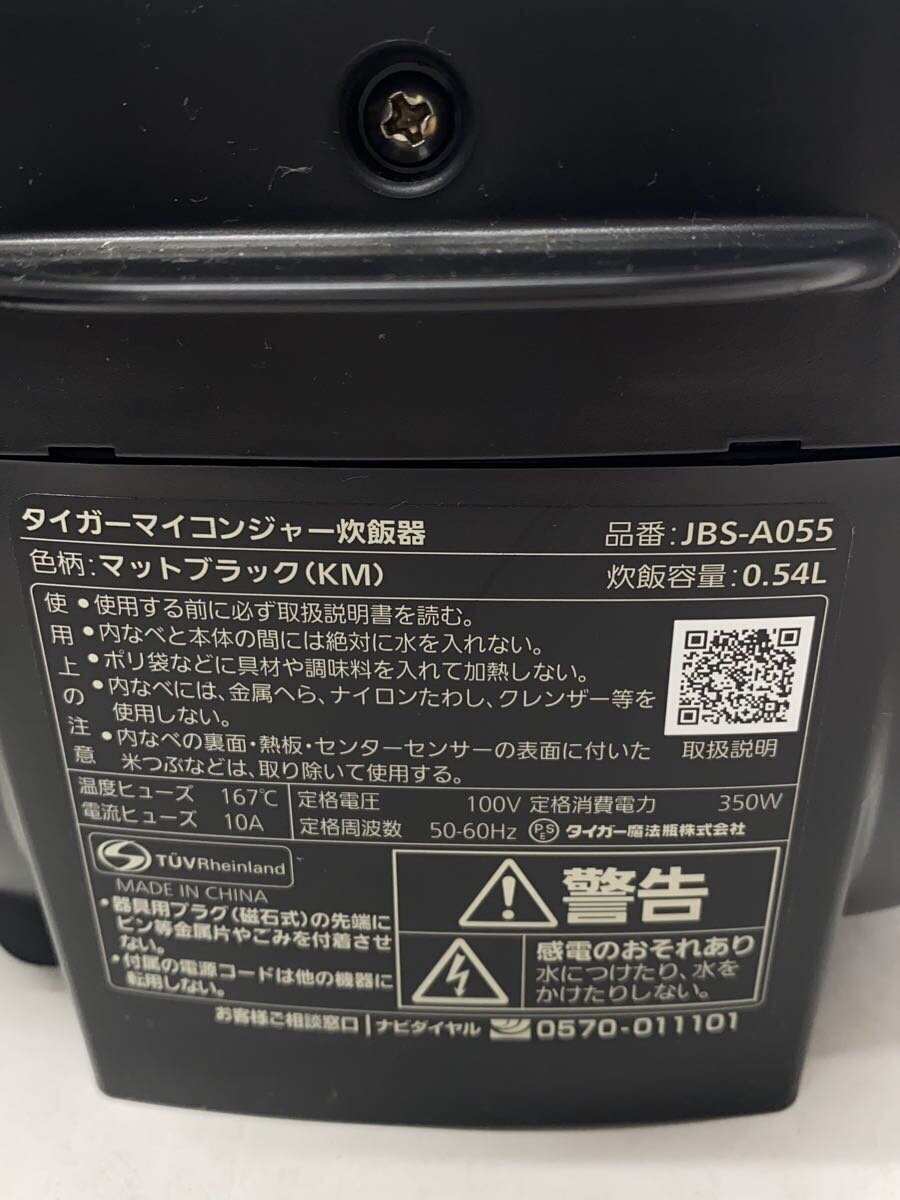 タイガーマイコンジャー炊飯器
品番:JBS-A055
色柄:マットブラック(KM)
炊飯容量:0.54L
使用上の注意
•使用する前に必ず取扱説明書を読む。
•内なべと本体の間には絶対に水を入れない。
•ポリ袋などに具材や調味料を入れて加熱しない。
•内なべには、金属へら、ナイロンたわし、クレンザー等を
使用しない。
•内なべの裏面・熱板・センターセンサーの表面に付いた
米つぶなどは、取り除いて使用する。
取扱説明
温度ヒューズ 167℃
電流ヒューズ 10A
定格電圧 100V 定格消費電力 350W
定格周波数 50-60Hz PSE タイガー魔法瓶株式会社
TÜVRheinland
MADE IN CHINA
•器具用プラグ(磁石式)の先端に
ピン等金属片やごみを付着させ
ない。
•付属の電源コードは他の機器に
転用しない。
警告
感電のおそれあり
水につけたり、水を
かけたりしない。
お客様ご相談窓口 ナビダイヤル 0570-011101